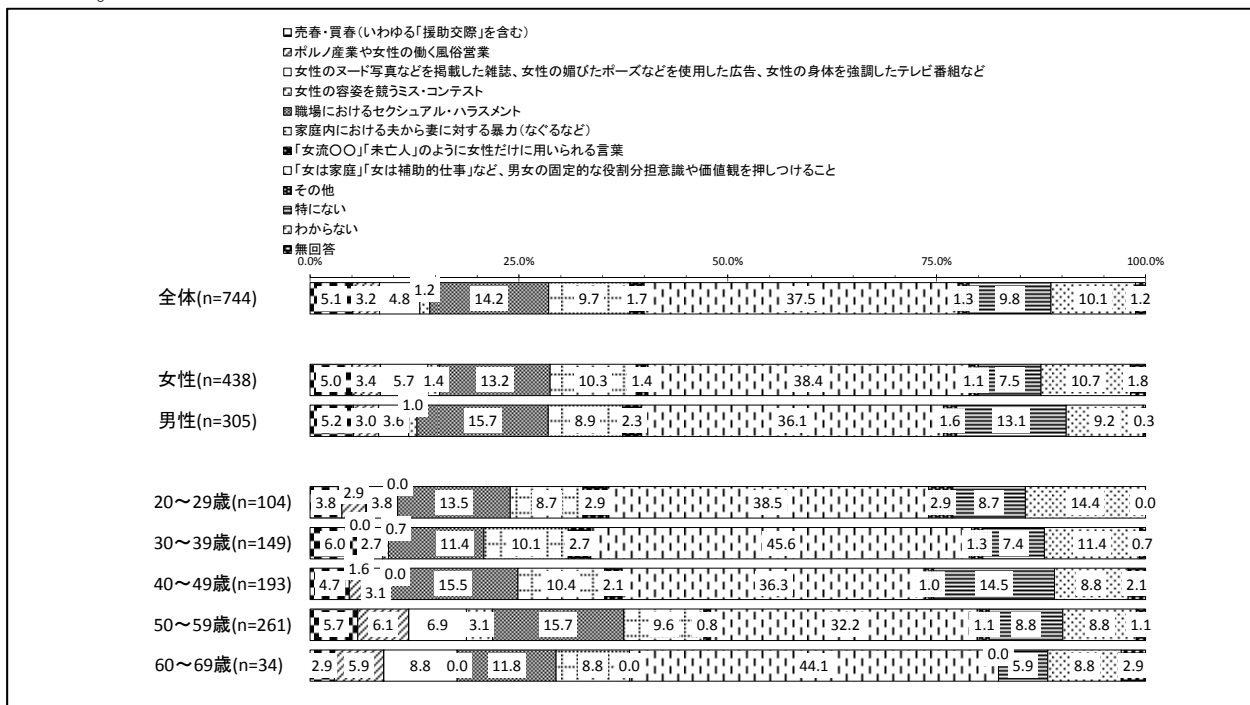 売春・買春(いわゆる「援助交際」を含む)
ポルノ産業や女性の働く風俗営業
女性のヌード写真などを掲載した雑誌、女性の媚びたポーズなどを使用した広告、女性の身体を強調したテレビ番組など
女性の容姿を競うミス・コンテスト
職場におけるセクシュアル・ハラスメント
家庭内における夫から妻に対する暴力(なぐるなど)
「女流〇〇」「未亡人」のように女性だけに用いられる言葉
「女は家庭」「女は補助的仕事」など、男女の固定的な役割分担意識や価値観を押しつけること
その他
特にない
わからない
無回答
0.0% 25.0% 50.0% 75.0% 100.0%
全体(n=744) 5.1 3.2 4.8 1.2 14.2 9.7 1.7 37.5 1.3 9.8 10.1 1.2
女性(n=438) 5.0 3.4 5.7 1.4 13.2 10.3 1.4 38.4 1.1 7.5 10.7 1.8
男性(n=305) 5.2 3.0 3.6 1.0 15.7 8.9 2.3 36.1 1.6 13.1 9.2 0.3
20～29歳(n=104) 3.8 2.9 3.8 0.0 13.5 8.7 2.9 38.5 2.9 8.7 14.4 0.0
30～39歳(n=149) 6.0 0.0 2.7 0.7 11.4 10.1 2.7 45.6 1.3 7.4 11.4 0.7
40～49歳(n=193) 4.7 1.6 3.1 0.0 15.5 10.4 2.1 36.3 1.0 14.5 8.8 2.1
50～59歳(n=261) 5.7 6.1 6.9 3.1 15.7 9.6 0.8 32.2 1.1 8.8 8.8 1.1
60～69歳(n=34) 2.9 5.9 8.8 0.0 11.8 8.8 0.0 44.1 0.0 5.9 8.8 2.9